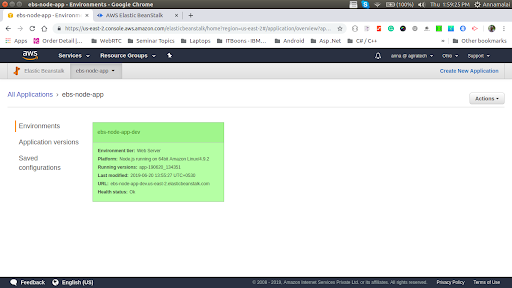 ebs-node-app - Environments - Google Chrome
(100%)
Thu 1:59:25 PM
Annamalai
ebs-node-app - Environm
AWS Elastic Beanstalk
https://us-east-2.console.aws.amazon.com/elasticbeanstalk/home?region=us-east-2#/application/overview?ap...
Apps
Order Detail |...
WebRTC
Seminar Topics
Laptops
ITBoons - IBM...
Android
Asp.Net
C# / C++
Other bookmarks
aws
Services
Resource Groups
Ohio
Support
Elastic Beanstalk
ebs-node-app
Create New Application
All Applications › ebs-node-app
Actions
Environments
Application versions
Saved
configurations
ebs-node-app-dev
Environment tier: Web Server
Platform: Node.js running on 64bit Amazon Linux/4.9.2
Running versions: app-190620_134351
Last modified: 2019-06-20 13:55:27 UTC+0530
URL: ebs-node-app-dev.us-east-2.elasticbeanstalk.com
Health status: Ok
Feedback
English (US)
© 2008 - 2019, Amazon Internet Services Private Ltd. or its affiliates. All rights reserved.
Privacy Policy
Terms of Use